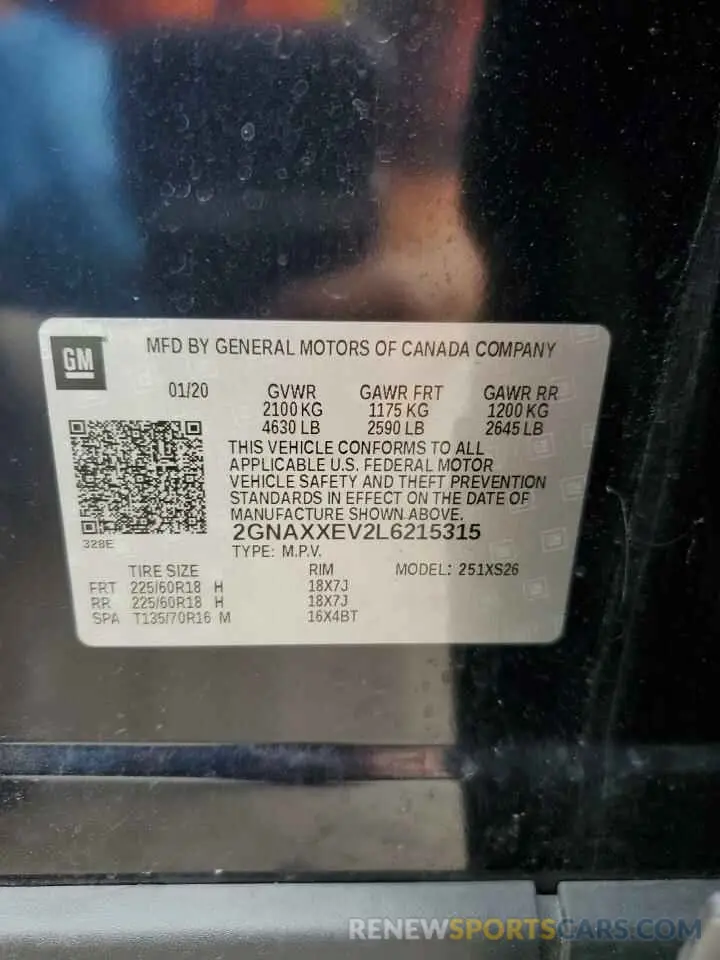 GM MFD BY GENERAL MOTORS OF CANADA COMPANY
01/20 GVWR GAWR FRT GAWR RR
2100 KG 1175 KG 1200 KG
4630 LB 2590 LB 2645 LB
THIS VEHICLE CONFORMS TO ALL
APPLICABLE U.S. FEDERAL MOTOR
VEHICLE SAFETY AND THEFT PREVENTION
STANDARDS IN EFFECT ON THE DATE OF
MANUFACTURE SHOWN ABOVE.
2GNAXXEV2L6215315
328E
TYPE: M.P.V.
TIRE SIZE RIM MODEL: 251XS26
FRT 225/60R18 H 18X7J
RR 225/60R18 H 18X7J
SPA T135/70R16 M 16X4BT
RENEWSPORTSCARS.COM